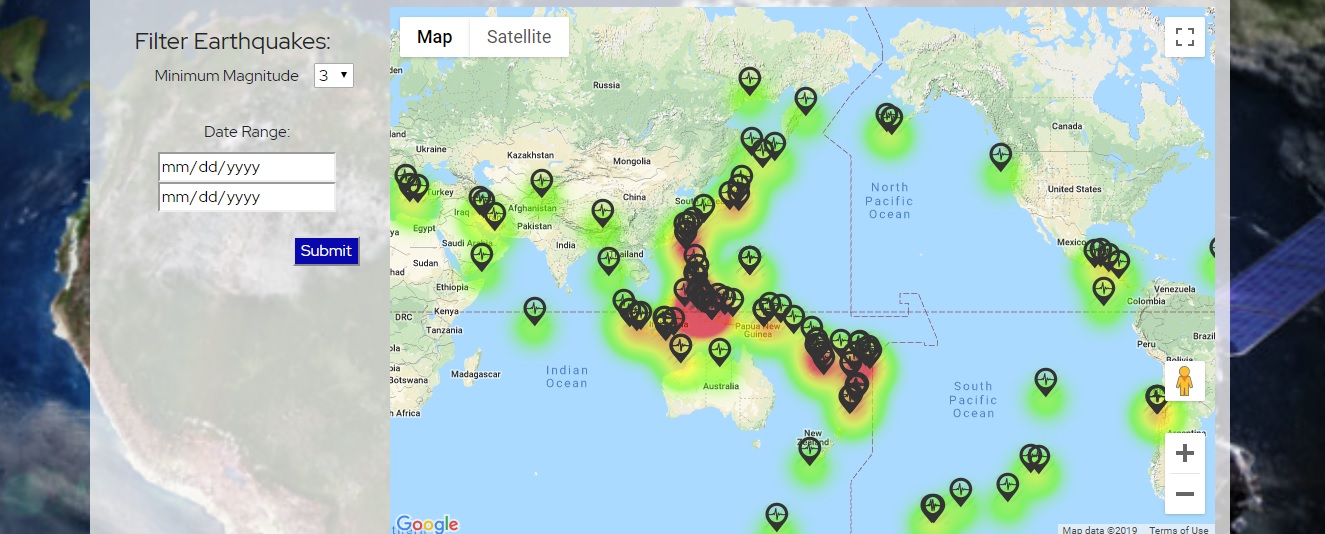 Filter Earthquakes:
Minimum Magnitude 3
Date Range:
mm/dd/yyyy
mm/dd/yyyy
Submit
Map Satellite
Russia
Canada
Ukraine
Kazakhstan
Mongolia
North
Pacific
Ocean
United States
Turkey
China
Iraq
Afghanistan
Pakistan
Egypt
Saudi Arabia
India
Mexico
Sudan
Ethiopia
Venezuela
Colombia
DRC
Kenya
Tanzania
Papua New
Guinea
Peru
Brazil
Bolivia
Botswana
Madagascar
Indian
Ocean
Australia
South
Pacific
Ocean
New
Zealand
Google
Map data ©2019 Terms of Use